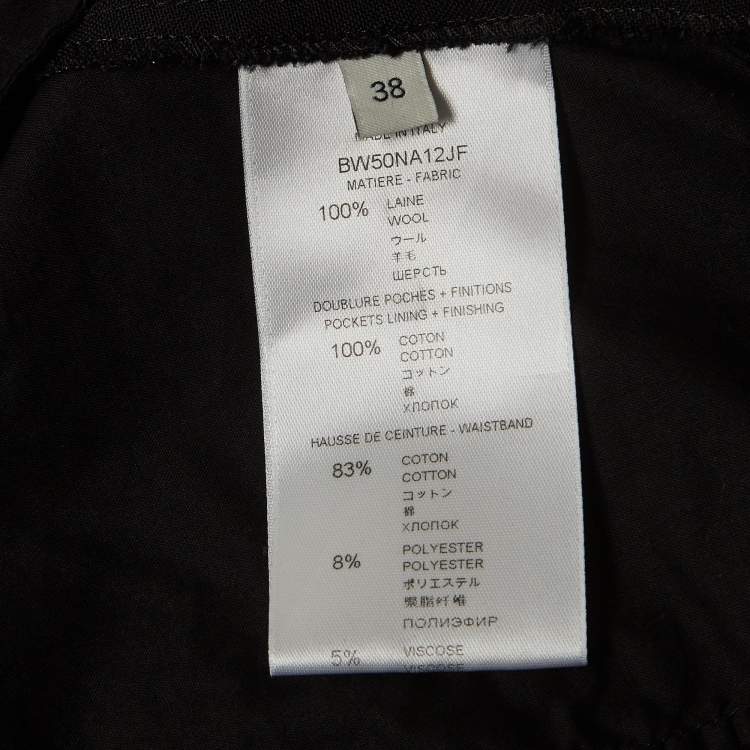 38
MADE IN ITALY
BW50NA12JF
MATIERE - FABRIC
100% LAINE
WOOL
ウール
羊毛
ШЕРСТЬ
DOUBLURE POCHES + FINITIONS
POCKETS LINING + FINISHING
100% COTON
COTTON
コットン
棉
ХЛОПОК
HAUSSE DE CEINTURE - WAISTBAND
83% COTON
COTTON
コットン
棉
ХЛОПОК
8% POLYESTER
POLYESTER
ポリエステル
聚脂纤维
ПОЛИЭФИР
5% VISCOSE
VISCOSE